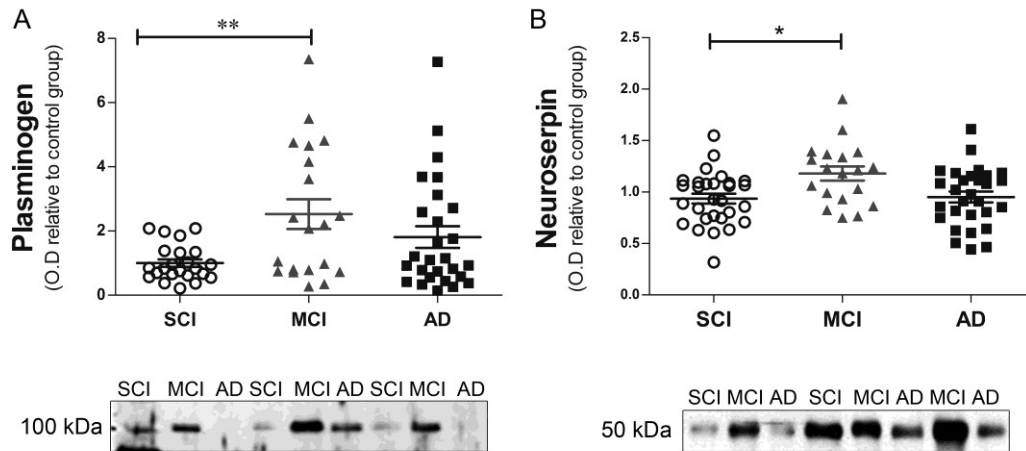 A
Plasminogen
(O.D relative to control group)
8
6
4
2
0
**
SCI MCI AD
SCI MCI AD SCI MCI AD SCI MCI AD
100 kDa
B
Neuroserpin
(O.D relative to control group)
2.5
2.0
1.5
1.0
0.5
0.0
*
SCI MCI AD
SCI MCI AD SCI MCI AD MCI AD
50 kDa